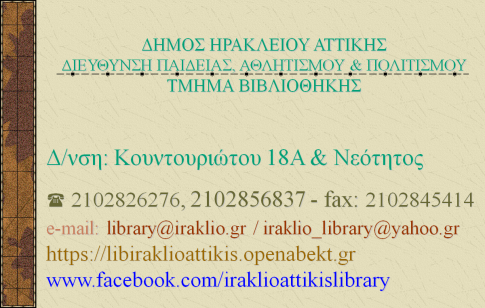 ΔΗΜΟΣ ΗΡΑΚΛΕΙΟΥ ΑΤΤΙΚΗΣ
ΔΙΕΥΘΥΝΣΗ ΠΑΙΔΕΙΑΣ, ΑΘΛΗΤΙΣΜΟΥ & ΠΟΛΙΤΙΣΜΟΥ
ΤΜΗΜΑ ΒΙΒΛΙΟΘΗΚΗΣ
Δ/νση: Κουντουριώτου 18Α & Νεότητος
☎ 2102826276, 2102856837 - fax: 2102845414
e-mail: library@iraklio.gr / iraklio_library@yahoo.gr
https://libiraklioattikis.openabekt.gr
www.facebook.com/iraklioattikislibrary